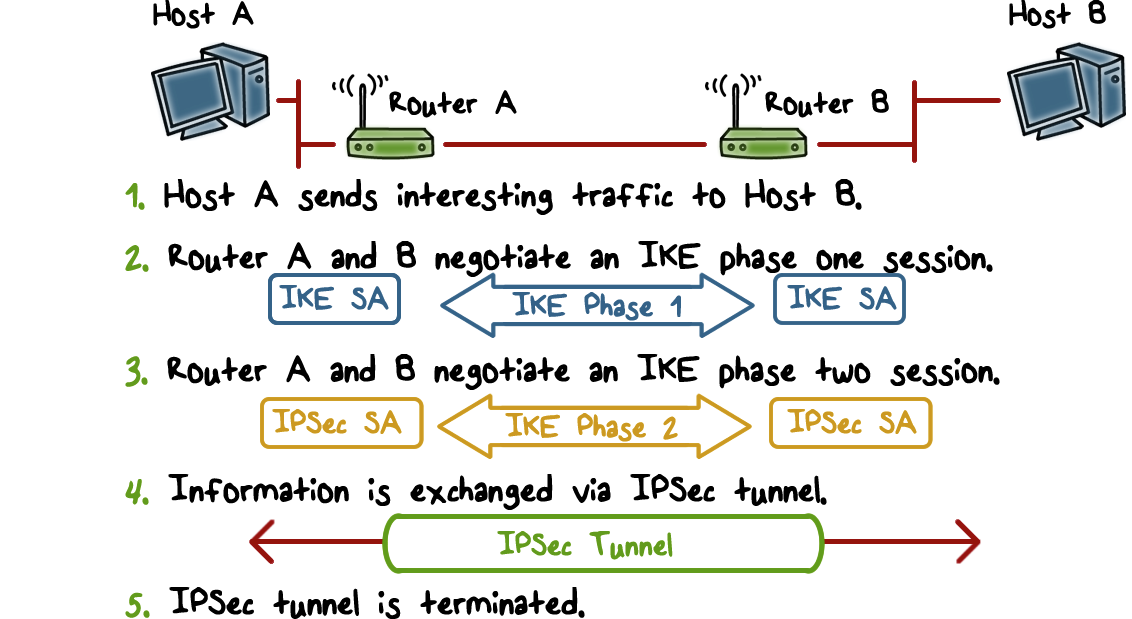 Host A
Host B
Router A
Router B
1. Host A sends interesting traffic to Host B.
2. Router A and B negotiate an IKE phase one session.
IKE SA
IKE Phase 1
IKE SA
3. Router A and B negotiate an IKE phase two session.
IPSec SA
IKE Phase 2
IPSec SA
4. Information is exchanged via IPSec tunnel.
IPSec Tunnel
5. IPSec tunnel is terminated.